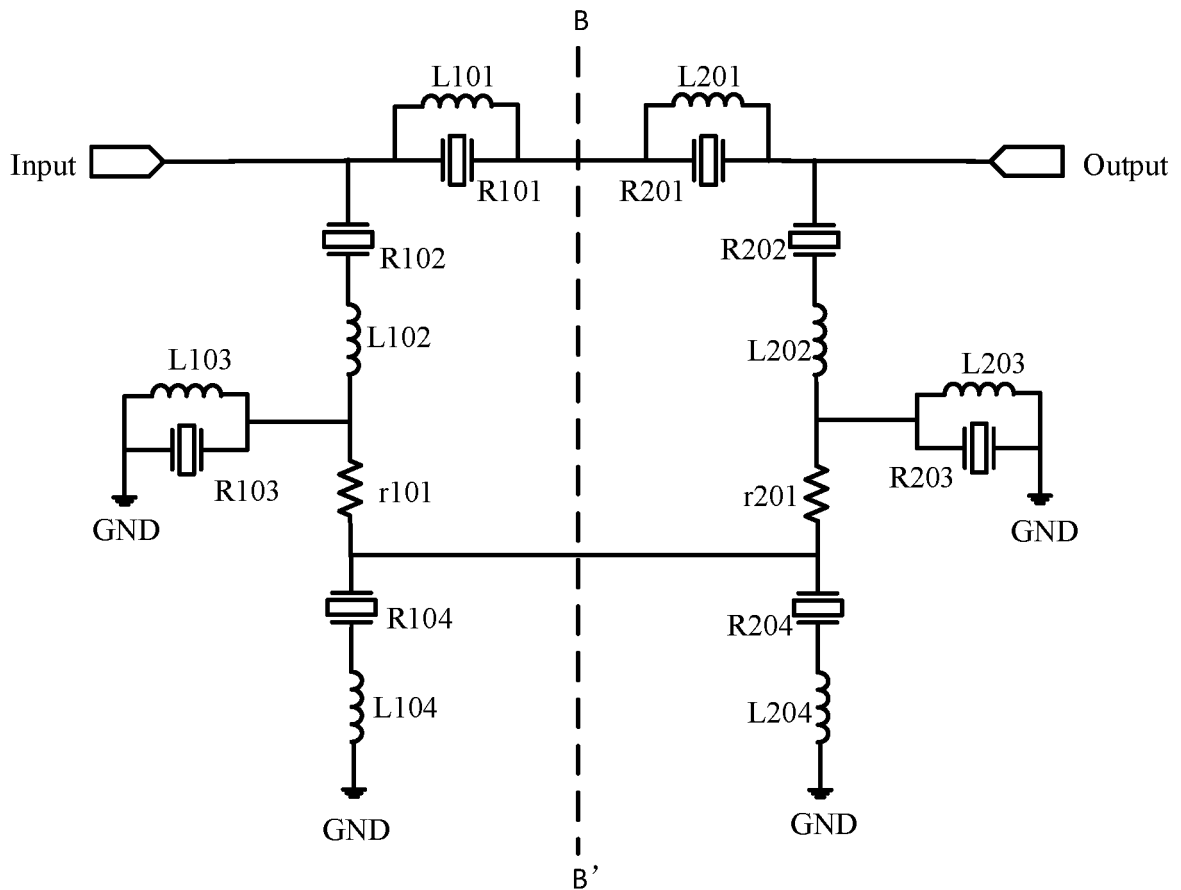 B
L101
L201
Input
R101
R201
Output
R102
R202
L102
L202
L103
L203
R103
r101
r201
R203
GND
GND
R104
R204
L104
L204
GND
GND
B’